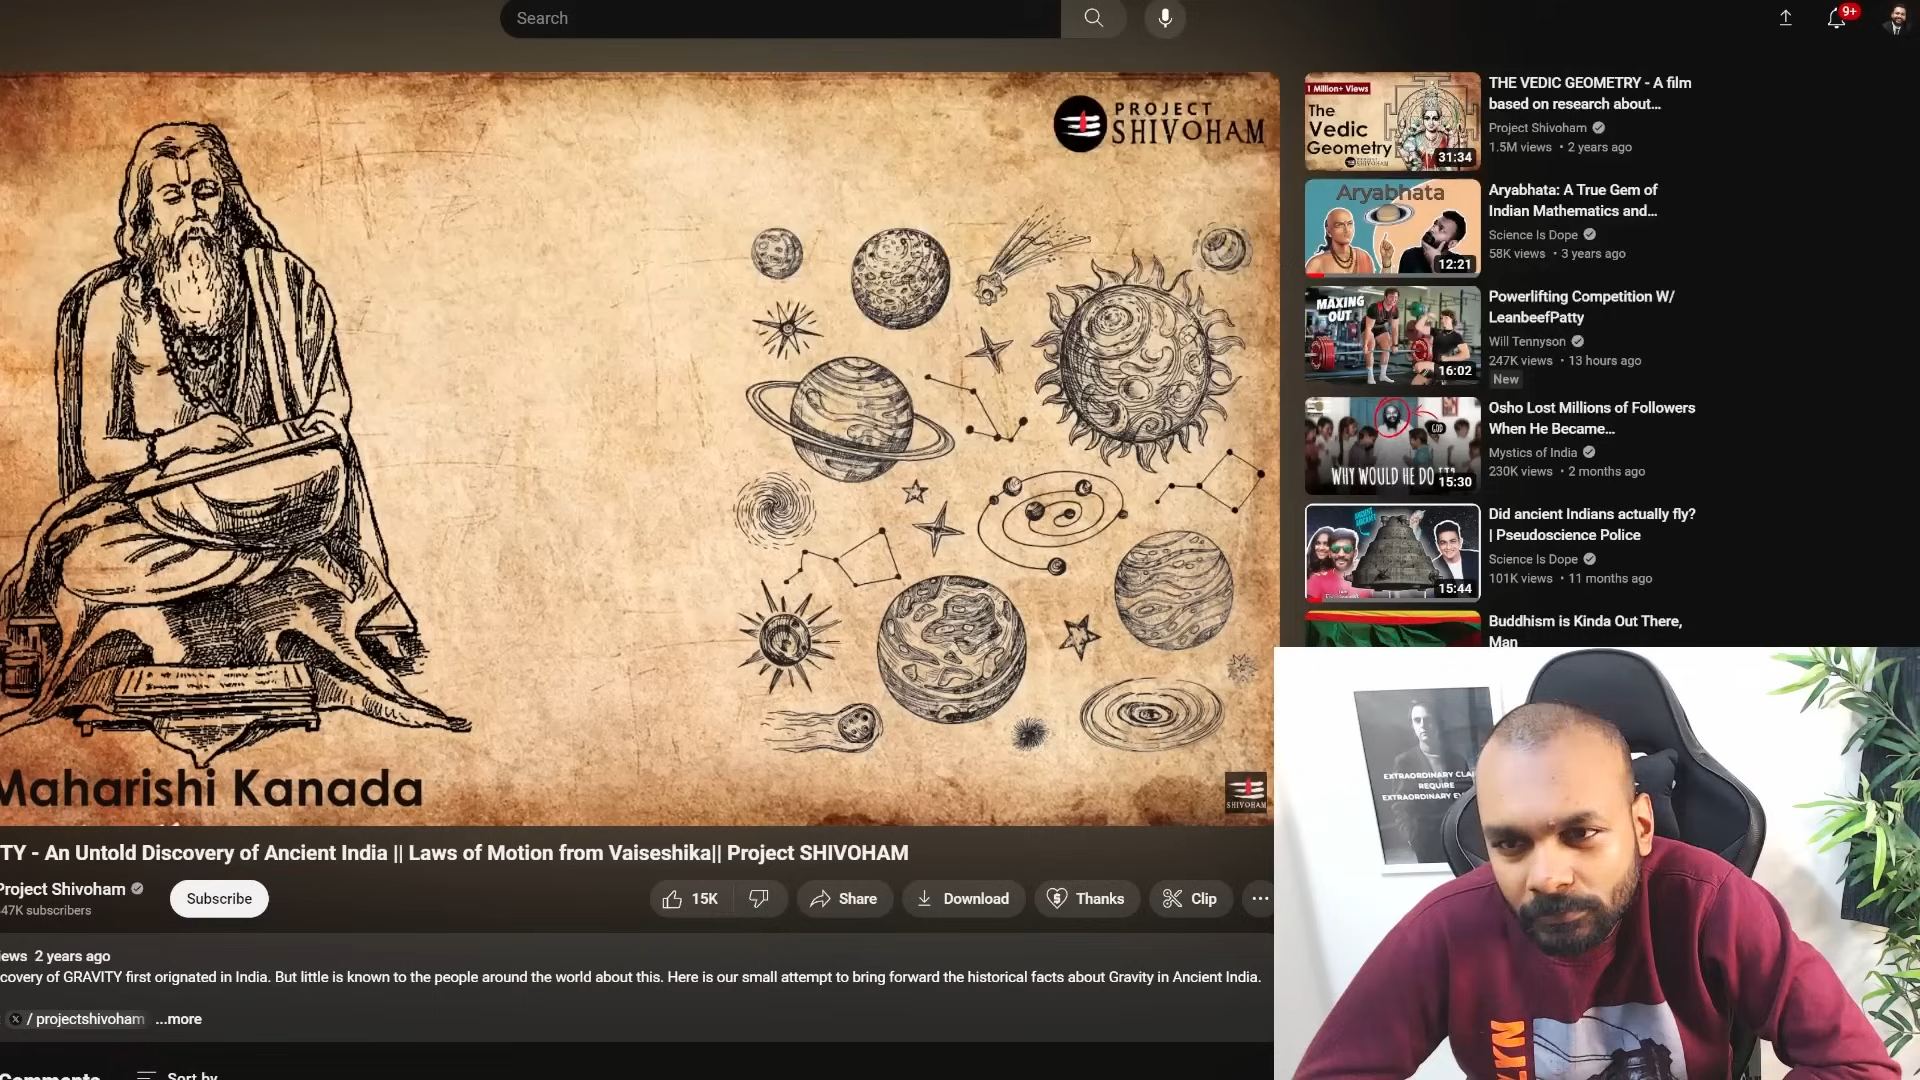 Search
9+
PROJECT
SHIVOHAM
SHIVOHAM
Maharishi Kanada
TY - An Untold Discovery of Ancient India || Laws of Motion from Vaiseshika|| Project SHIVOHAM
Project Shivoham
47K subscribers
Subscribe
15K
Share
Download
Thanks
Clip
iews 2 years ago
covery of GRAVITY first orignated in India. But little is known to the people around the world about this. Here is our small attempt to bring forward the historical facts about Gravity in Ancient India.
/ projectshivoham
...more
Comments
Sort by
1 Million+ Views
The
Vedic
Geometry
31:34
THE VEDIC GEOMETRY - A film
based on research about...
Project Shivoham
1.5M views • 2 years ago
Aryabhata
12:21
Aryabhata: A True Gem of
Indian Mathematics and...
Science Is Dope
58K views • 3 years ago
MAXING
OUT
16:02
Powerlifting Competition W/
LeanbeefPatty
Will Tennyson
247K views • 13 hours ago
New
GOD
WHY WOULD HE DO IT?
15:30
Osho Lost Millions of Followers
When He Became...
Mystics of India
230K views • 2 months ago
15:44
Did ancient Indians actually fly?
| Pseudoscience Police
Science Is Dope
101K views • 11 months ago
Buddhism is Kinda Out There,
Man
EXTRAORDINARY CLAI
REQUIRE
EXTRAORDINARY EV